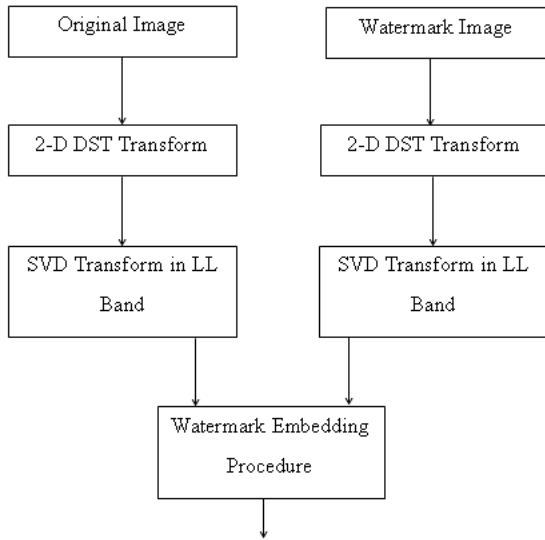 Original Image
Watermark Image
2-D DST Transform
2-D DST Transform
SVD Transform in LL
Band
SVD Transform in LL
Band
Watermark Embedding
Procedure